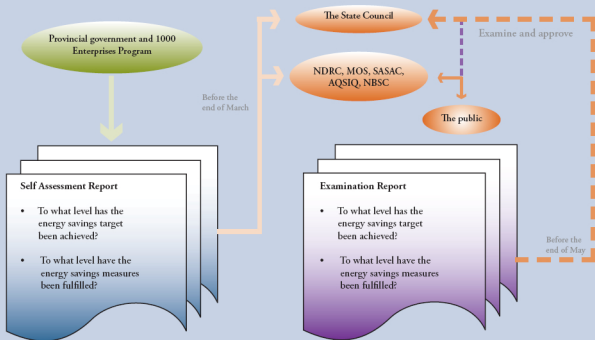 Provincial government and 1000
Enterprises Program
The State Council
Examine and approve
NDRC, MOS, SASAC,
AQSIQ, NBSC
Before the
end of March
The public
Self Assessment Report
• To what level has the
energy savings target
been achieved?
• To what level have the
energy savings measures
been fulfilled?
Examination Report
• To what level has the
energy savings target
been achieved?
• To what level have the
energy savings measures
been fulfilled?
Before the
end of May